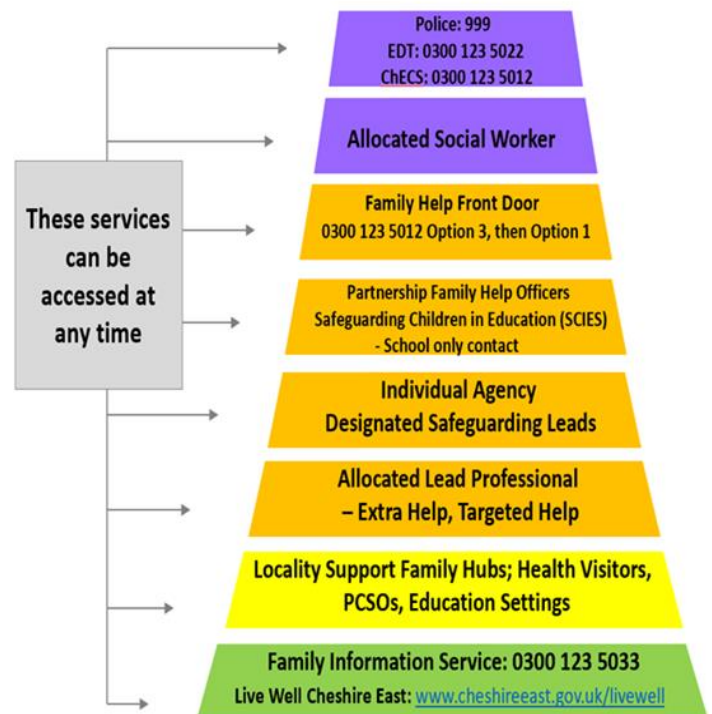 Police: 999
EDT: 0300 123 5022
ChECS: 0300 123 5012
Allocated Social Worker
These services
can be
accessed at
any time
Family Help Front Door
0300 123 5012 Option 3, then Option 1
Partnership Family Help Officers
Safeguarding Children in Education (SCIES)
- School only contact
Individual Agency
Designated Safeguarding Leads
Allocated Lead Professional
– Extra Help, Targeted Help
Locality Support Family Hubs; Health Visitors,
PCSOs, Education Settings
Family Information Service: 0300 123 5033
Live Well Cheshire East: www.cheshireeast.gov.uk/livewell